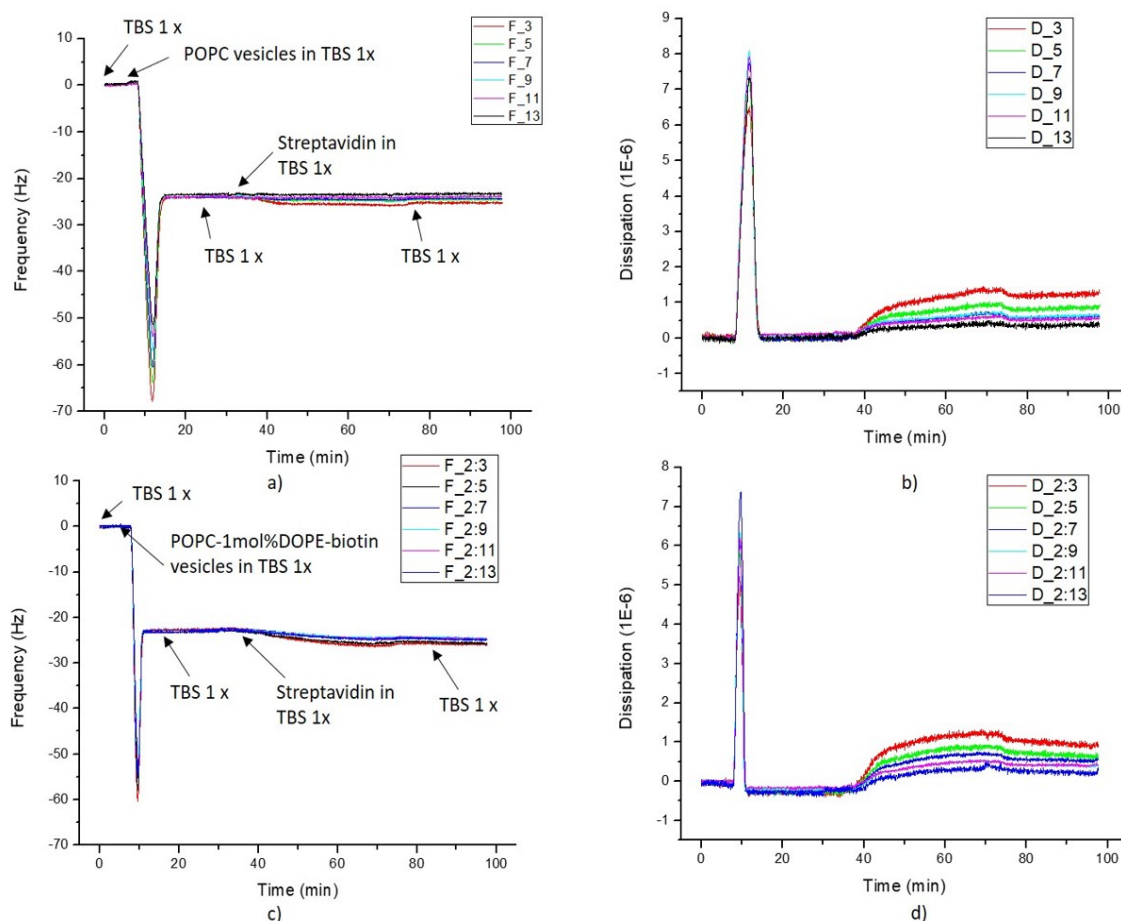 TBS 1 x
POPC vesicles in TBS 1x
Streptavidin in
TBS 1x
TBS 1 x
TBS 1 x
F_3
F_5
F_7
F_9
F_11
F_13
10
0
-10
-20
-30
-40
-50
-60
-70
Frequency (Hz)
0 20 40 60 80 100
Time (min)
a)
D_3
D_5
D_7
D_9
D_11
D_13
9
8
7
6
5
4
3
2
1
0
-1
Dissipation (1E-6)
0 20 40 60 80 100
Time (min)
b)
F_2:3
F_2:5
F_2:7
F_2:9
F_2:11
F_2:13
TBS 1 x
POPC-1mol%DOPE-biotin
vesicles in TBS 1x
TBS 1 x
Streptavidin in
TBS 1x
TBS 1 x
10
0
-10
-20
-30
-40
-50
-60
-70
Frequency (Hz)
0 20 40 60 80 100
Time (min)
c)
D_2:3
D_2:5
D_2:7
D_2:9
D_2:11
D_2:13
8
7
6
5
4
3
2
1
0
-1
Dissipation (1E-6)
0 20 40 60 80 100
Time (min)
d)